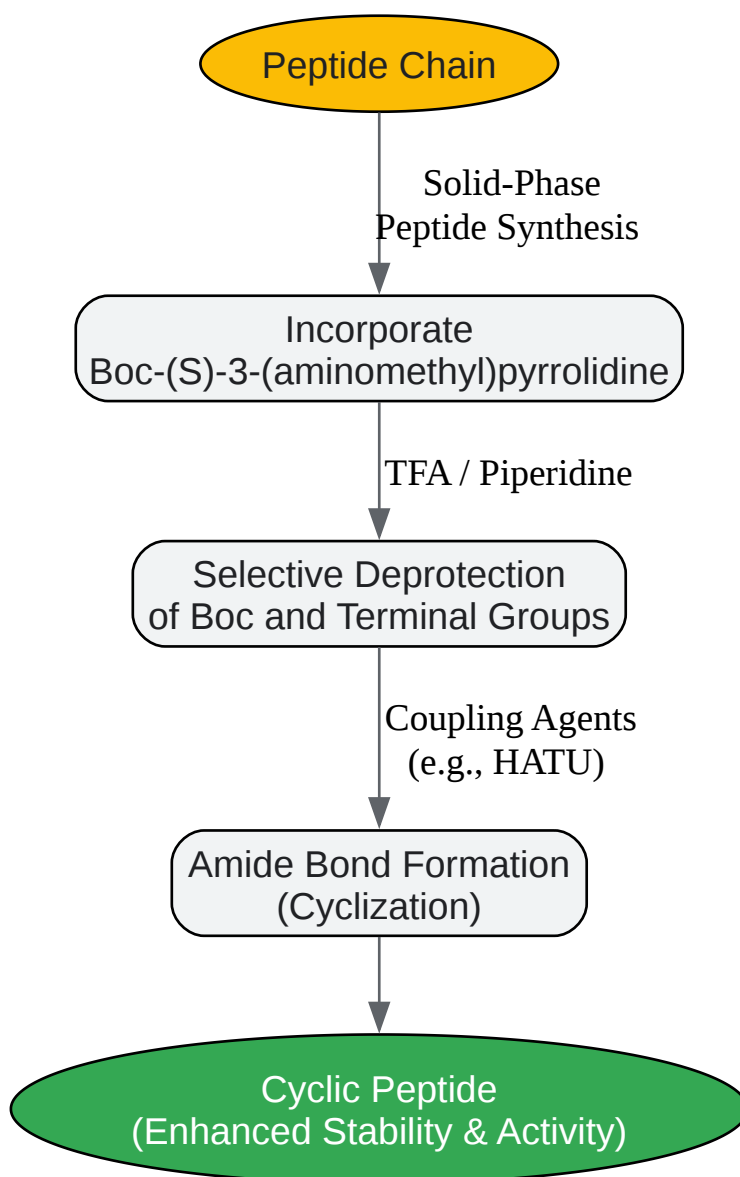 Peptide Chain
Solid-Phase
Peptide Synthesis
Incorporate
Boc-(S)-3-(aminomethyl)pyrrolidine
TFA / Piperidine
Selective Deprotection
of Boc and Terminal Groups
Coupling Agents
(e.g., HATU)
Amide Bond Formation
(Cyclization)
Cyclic Peptide
(Enhanced Stability & Activity)